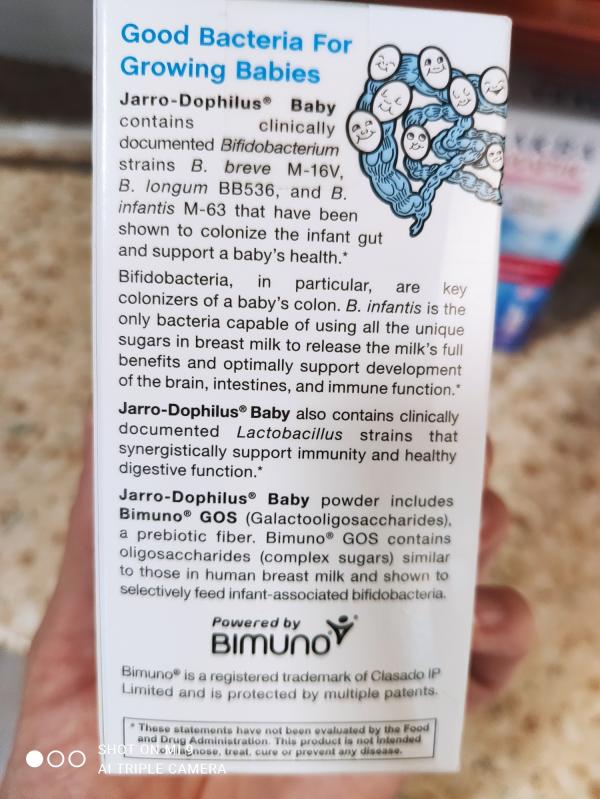 Good Bacteria For
Growing Babies
Jarro-Dophilus® Baby
contains clinically
documented Bifidobacterium
strains B. breve M-16V,
B. longum BB536, and B.
infantis M-63 that have been
shown to colonize the infant gut
and support a baby's health.*
Bifidobacteria, in particular, are key
colonizers of a baby's colon. B. infantis is the
only bacteria capable of using all the unique
sugars in breast milk to release the milk's full
benefits and optimally support development
of the brain, intestines, and immune function.*
Jarro-Dophilus® Baby also contains clinically
documented Lactobacillus strains that
synergistically support immunity and healthy
digestive function.*
Jarro-Dophilus® Baby powder includes
Bimuno® GOS (Galactooligosaccharides),
a prebiotic fiber. Bimuno® GOS contains
oligosaccharides (complex sugars) similar
to those in human breast milk and shown to
selectively feed infant-associated bifidobacteria.
Powered by
BIMUNO®
Bimuno® is a registered trademark of Clasado IP
Limited and is protected by multiple patents.
* These statements have not been evaluated by the Food
and Drug Administration. This product is not intended
treat, cure or prevent any disease.
SHOT ON MI 9
AI TRIPLE CAMERA